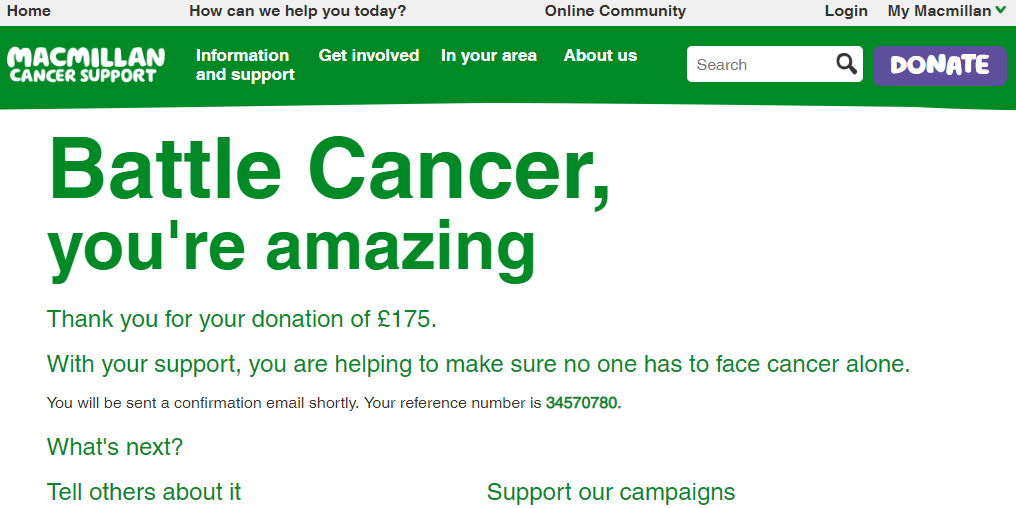 Home How can we help you today? Online Community Login My Macmillan
MACMILLAN
CANCER SUPPORT
Information
and support
Get involved In your area About us
Search
DONATE
Battle Cancer,
you're amazing
Thank you for your donation of £175.
With your support, you are helping to make sure no one has to face cancer alone.
You will be sent a confirmation email shortly. Your reference number is 34570780.
What's next?
Tell others about it Support our campaigns